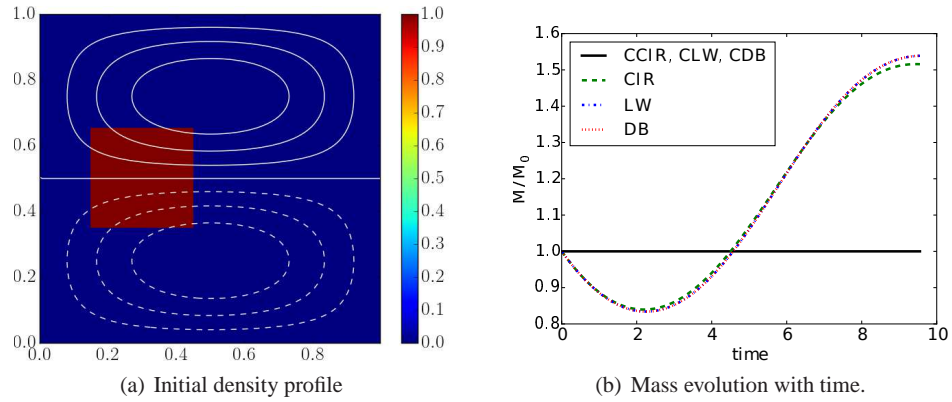 1.0
0.8
0.6
0.4
0.2
0.0
0.0 0.2 0.4 0.6 0.8
1.0
0.9
0.8
0.7
0.6
0.5
0.4
0.3
0.2
0.1
0.0
(a) Initial density profile
1.6
1.5
1.4
1.3
1.2
1.1
1.0
0.9
0.8
M/M0
CCIR, CLW, CDB
CIR
LW
DB
0 2 4 6 8 10
time
(b) Mass evolution with time.